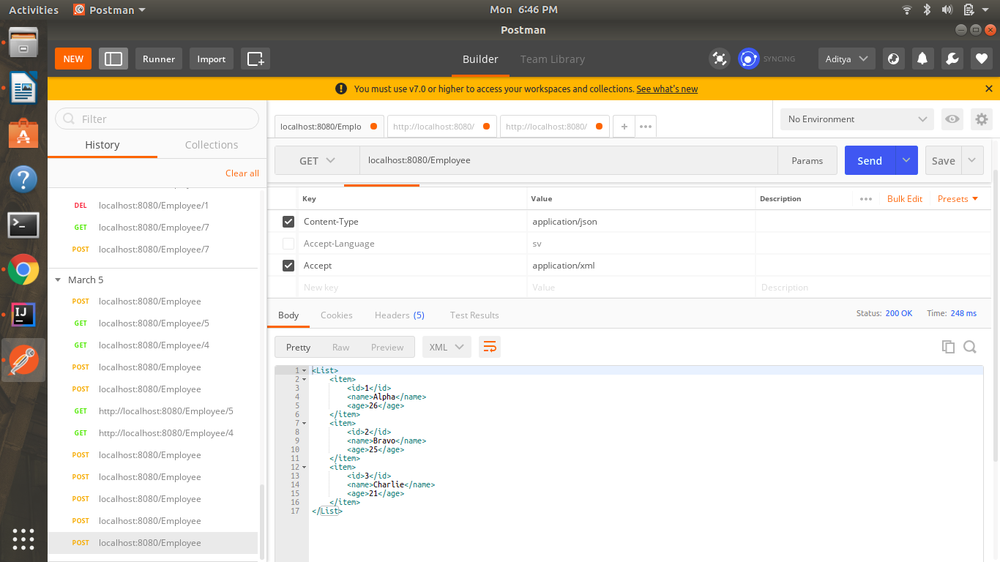 Activities Postman Mon 6:46 PM
Postman
NEW Runner Import Builder Team Library SYNCING Aditya
You must use v7.0 or higher to access your workspaces and collections. See what's new
Filter
History Collections
Clear all
DEL localhost:8080/Employee/1
GET localhost:8080/Employee/7
POST localhost:8080/Employee/7
March 5
POST localhost:8080/Employee
GET localhost:8080/Employee/5
GET localhost:8080/Employee/4
POST localhost:8080/Employee
POST localhost:8080/Employee
GET http://localhost:8080/Employee/5
GET http://localhost:8080/Employee/4
POST localhost:8080/Employee
POST localhost:8080/Employee
POST localhost:8080/Employee
POST localhost:8080/Employee
POST localhost:8080/Employee
localhost:8080/Emplo http://localhost:8080/ http://localhost:8080/ + ••• No Environment
GET localhost:8080/Employee Params Send Save
Key Value Description ••• Bulk Edit Presets
Content-Type application/json
Accept-Language sv
Accept application/xml
New key Value Description
Body Cookies Headers (5) Test Results Status: 200 OK Time: 248 ms
Pretty Raw Preview XML
1 <List>
2 <item>
3 <id>1</id>
4 <name>Alpha</name>
5 <age>26</age>
6 </item>
7 <item>
8 <id>2</id>
9 <name>Bravo</name>
10 <age>25</age>
11 </item>
12 <item>
13 <id>3</id>
14 <name>Charlie</name>
15 <age>21</age>
16 </item>
17 </List>
IJ